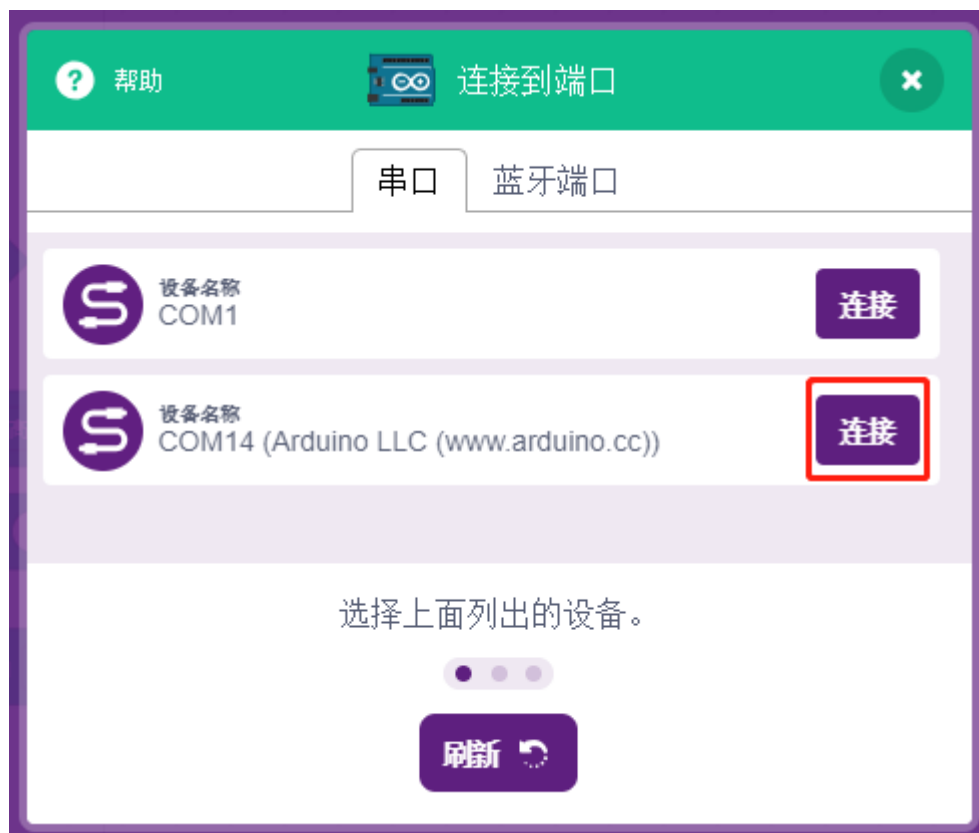 帮助
连接到端口
串口
蓝牙端口
设备名称
COM1
连接
设备名称
COM14 (Arduino LLC (www.arduino.cc))
连接
选择上面列出的设备。
刷新